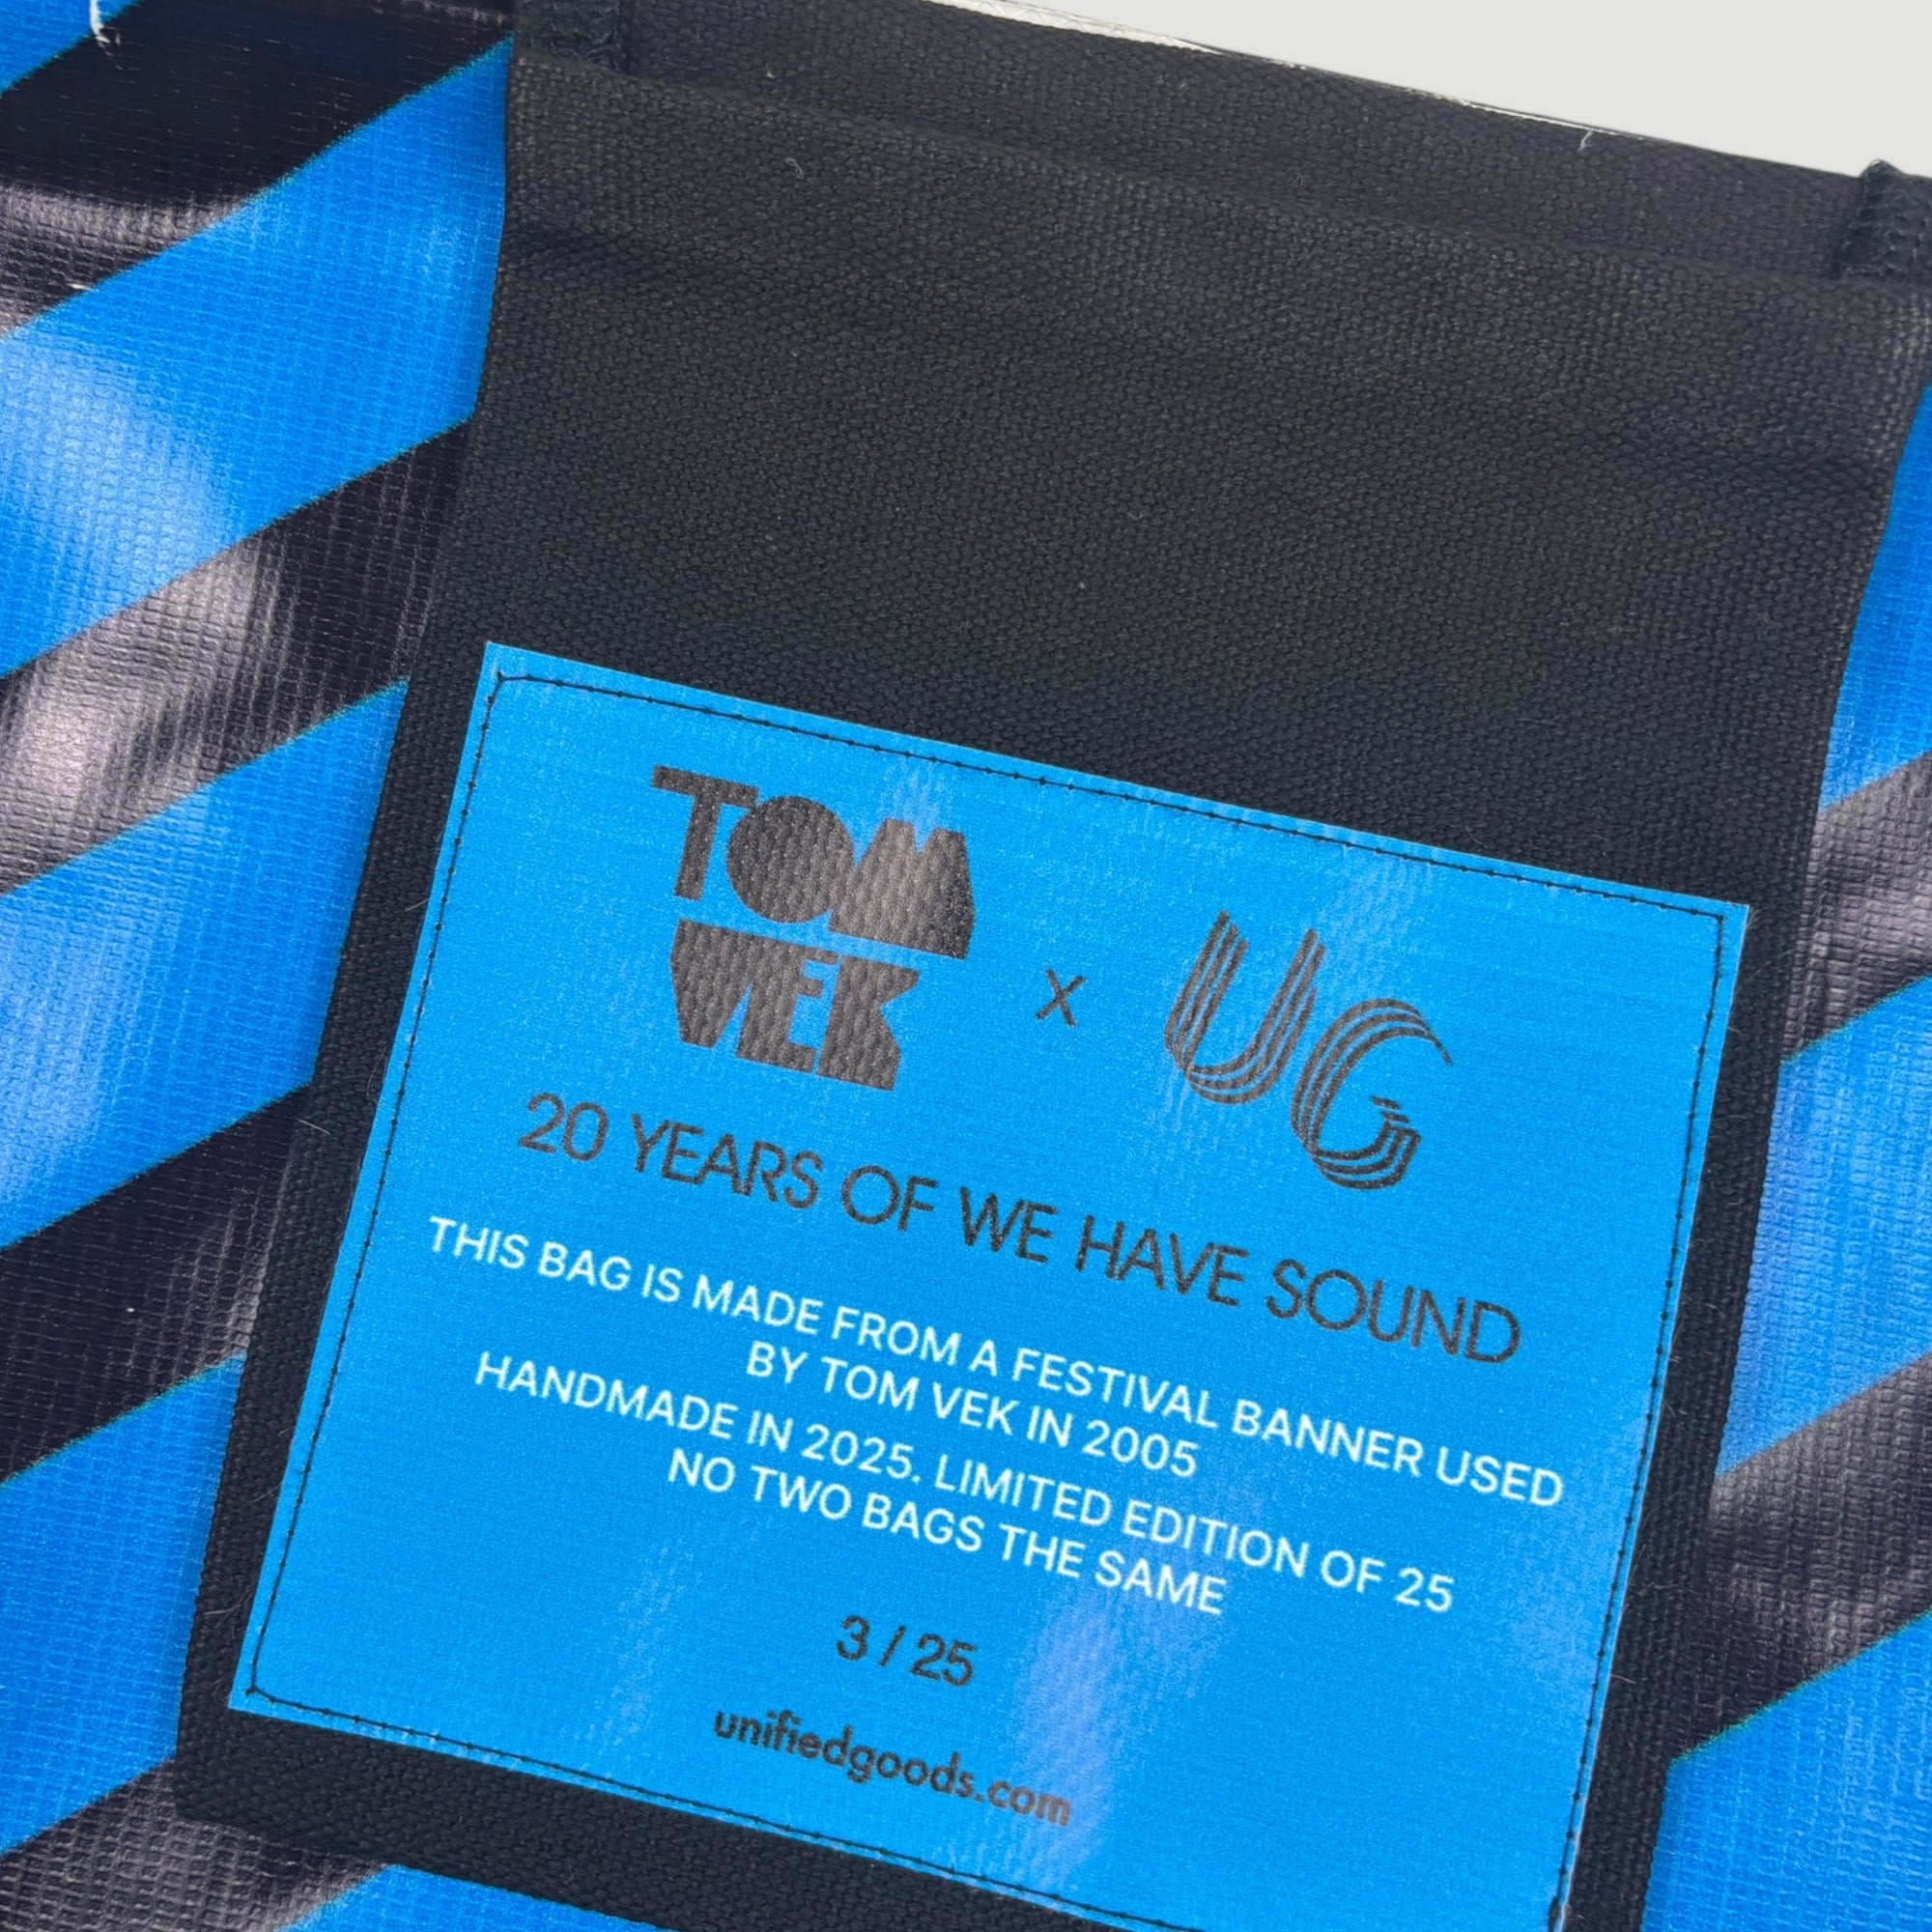 TOM
VEK
X
UG
20 YEARS OF WE HAVE SOUND
THIS BAG IS MADE FROM A FESTIVAL BANNER USED
BY TOM VEK IN 2005
HANDMADE IN 2025. LIMITED EDITION OF 25
NO TWO BAGS THE SAME
3 / 25
unifiedgoods.com